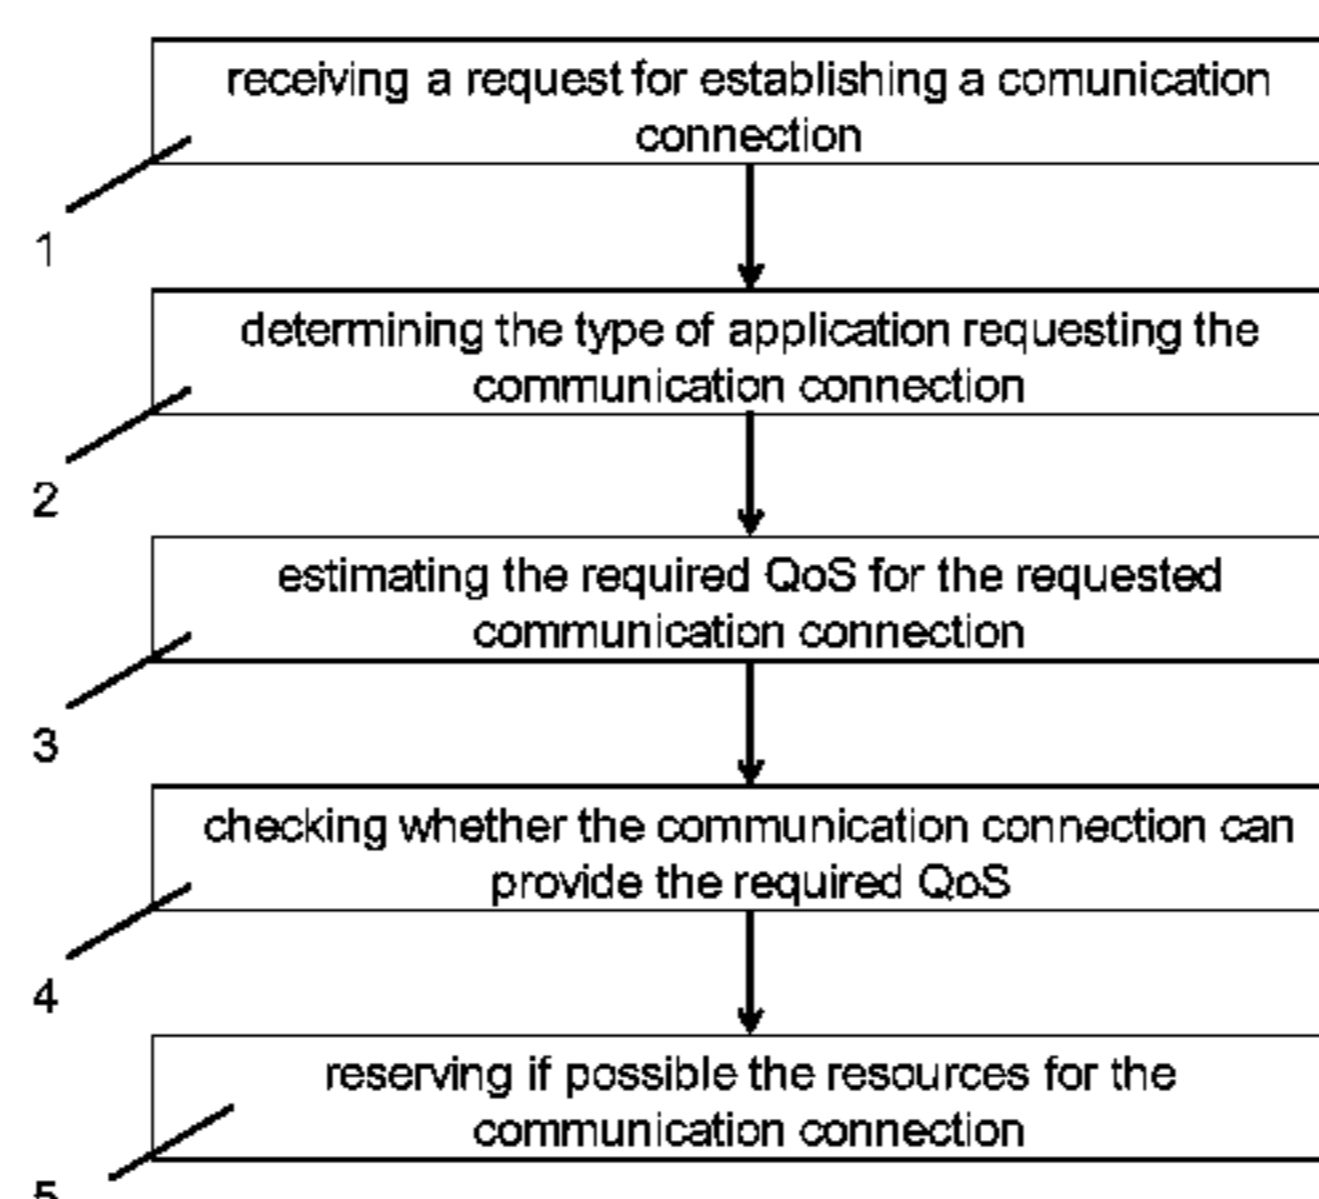 receiving a request for establishing a comunication
connection
1
determining the type of application requesting the
communication connection
2
estimating the required QoS for the requested
communication connection
3
checking whether the communication connection can
provide the required QoS
4
reserving if possible the resources for the
communication connection
5